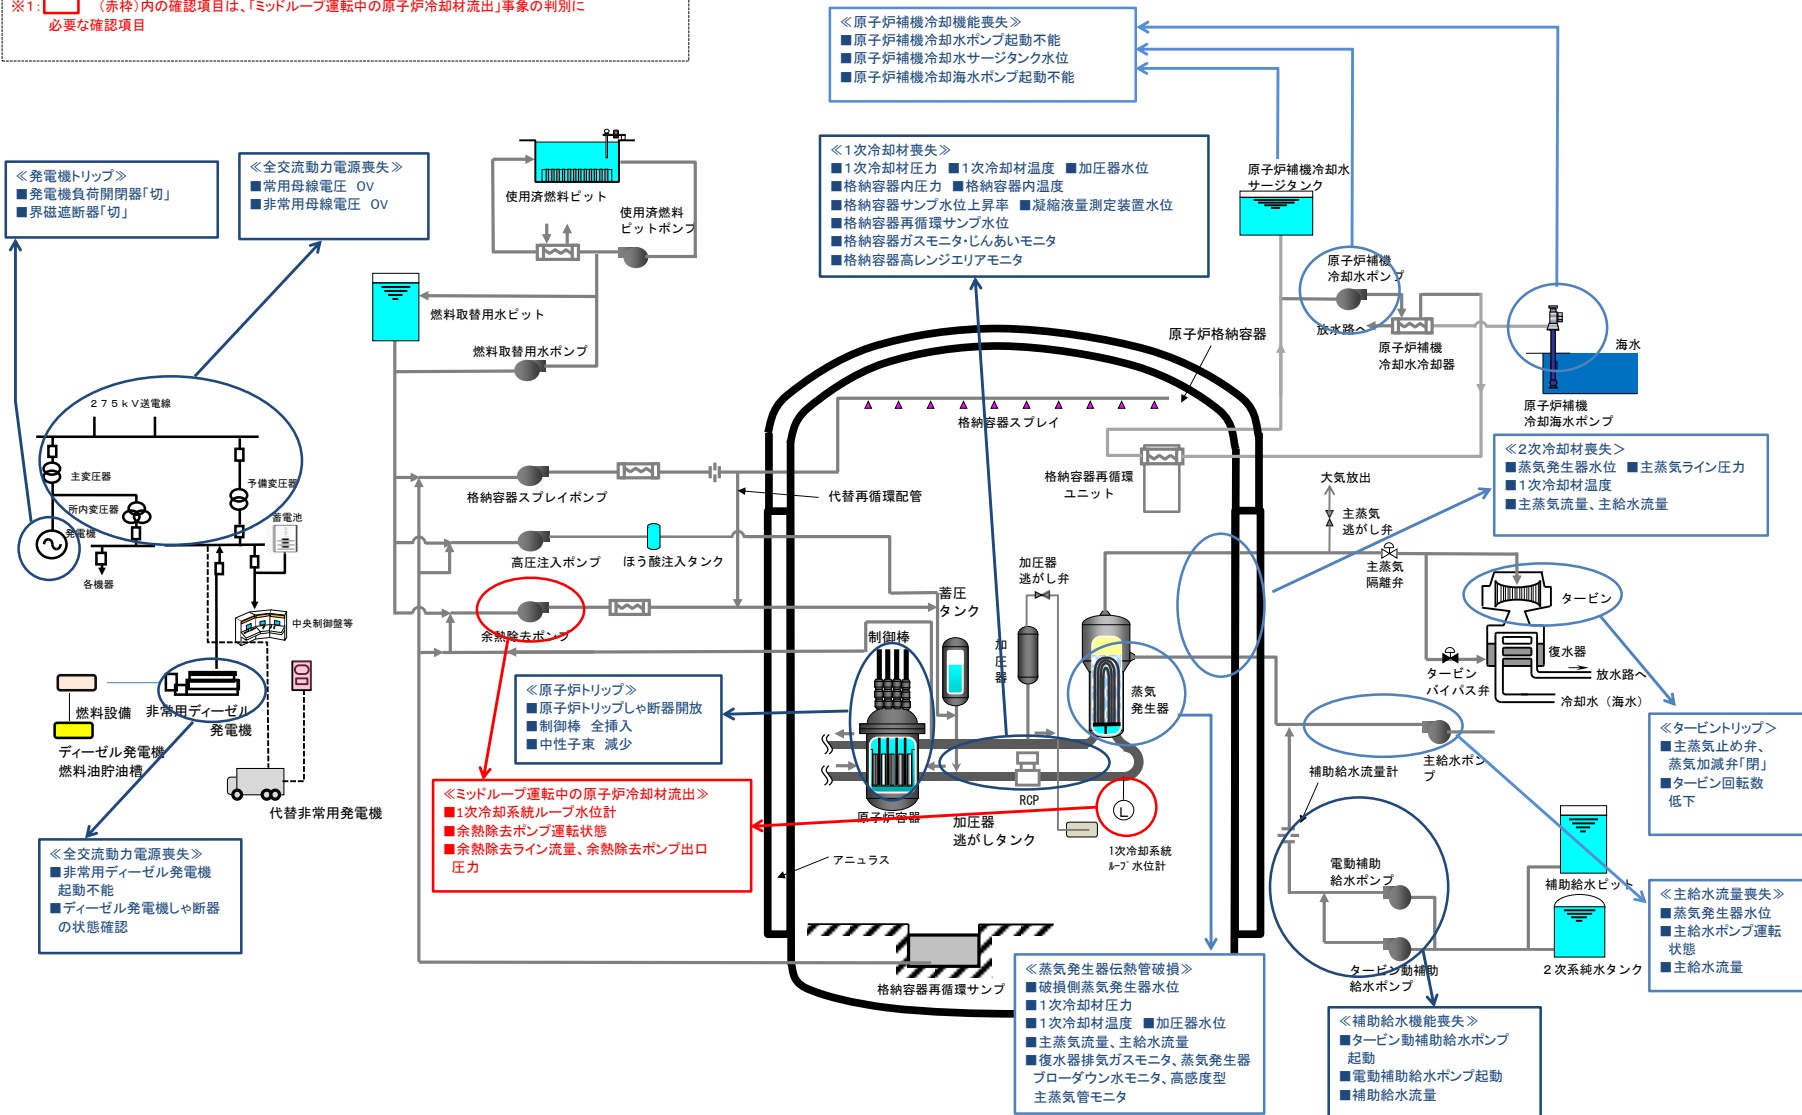 ※1: (赤枠)内の確認項目は、「ミッドループ運転中の原子炉冷却材流出」事象の判別に
必要な確認項目
≪原子炉補機冷却機能喪失≫
■原子炉補機冷却水ポンプ起動不能
■原子炉補機冷却水サージタンク水位
■原子炉補機冷却海水ポンプ起動不能
≪発電機トリップ≫
■発電機負荷開閉器「切」
■界磁遮断器「切」
≪全交流動力電源喪失≫
■常用母線電圧 0V
■非常用母線電圧 0V
使用済燃料ピット
使用済燃料
ピットポンプ
≪1次冷却材喪失≫
■1次冷却材圧力 ■1次冷却材温度 ■加圧器水位
■格納容器内圧力 ■格納容器内温度
■格納容器サンプ水位上昇率 ■凝縮液量測定装置水位
■格納容器再循環サンプ水位
■格納容器ガスモニタ・じんあいモニタ
■格納容器高レンジエリアモニタ
原子炉補機冷却水
サージタンク
原子炉補機
冷却水ポンプ
放水路へ
原子炉補機
冷却水冷却器
海水
原子炉補機
冷却海水ポンプ
燃料取替用水ピット
燃料取替用水ポンプ
原子炉格納容器
格納容器スプレイ
275kV送電線
主変圧器
予備変圧器
所内変圧器
蓄電池
発電機
各機器
中央制御盤等
格納容器スプレイポンプ
代替再循環配管
高圧注入ポンプ
ほう酸注入タンク
余熱除去ポンプ
格納容器再循環
ユニット
≪2次冷却材喪失>
■蒸気発生器水位 ■主蒸気ライン圧力
■1次冷却材温度
■主蒸気流量、主給水流量
大気放出
主蒸気
逃がし弁
主蒸気
隔離弁
タービン
復水器
放水路へ
冷却水（海水）
タービン
バイパス弁
蓄圧
タンク
加圧器
逃がし弁
加
圧
器
制御棒
蒸気
発生器
≪原子炉トリップ≫
■原子炉トリップしゃ断器開放
■制御棒 全挿入
■中性子束 減少
燃料設備
非常用ディーゼル
発電機
ディーゼル発電機
燃料油貯油槽
代替非常用発電機
≪ミッドループ運転中の原子炉冷却材流出≫
■1次冷却系統ループ水位計
■余熱除去ポンプ運転状態
■余熱除去ライン流量、余熱除去ポンプ出口
圧力
原子炉容器
RCP
加圧器
逃がしタンク
L
1次冷却系統
ﾙｰﾌﾟ水位計
アニュラス
主給水ポン
プ
補助給水流量計
≪タービントリップ≫
■主蒸気止め弁、
蒸気加減弁「閉」
■タービン回転数
低下
≪全交流動力電源喪失≫
■非常用ディーゼル発電機
起動不能
■ディーゼル発電機しゃ断器
の状態確認
電動補助
給水ポンプ
タービン動補助
給水ポンプ
補助給水ピット
2次系純水タンク
≪主給水流量喪失≫
■蒸気発生器水位
■主給水ポンプ運転
状態
■主給水流量
格納容器再循環サンプ
≪蒸気発生器伝熱管破損≫
■破損側蒸気発生器水位
■1次冷却材圧力
■1次冷却材温度 ■加圧器水位
■主蒸気流量、主給水流量
■復水器排気ガスモニタ、蒸気発生器
ブローダウン水モニタ、高感度型
主蒸気管モニタ
≪補助給水機能喪失≫
■タービン動補助給水ポンプ
起動
■電動補助給水ポンプ起動
■補助給水流量